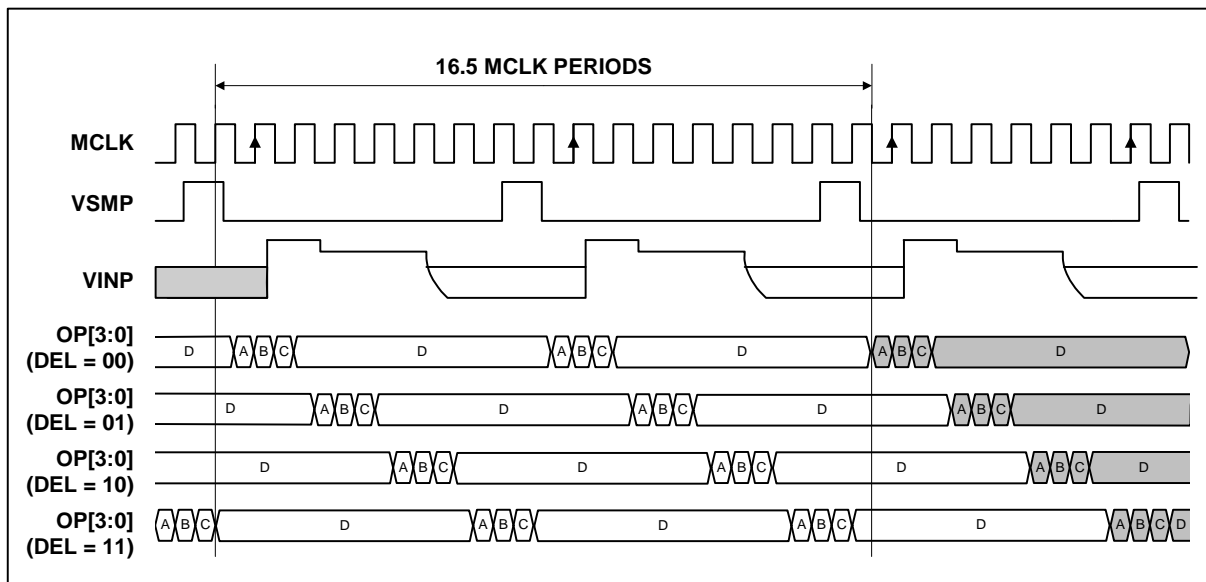 16.5 MCLK PERIODS
MCLK
VSMP
VINP
OP[3:0]
(DEL = 00)
D A B C D A B C D A B C D
OP[3:0]
(DEL = 01)
D A B C D A B C D A B C D
OP[3:0]
(DEL = 10)
D A B C D A B C D A B C D
OP[3:0]
(DEL = 11)
A B C D A B C D A B C D A B C D